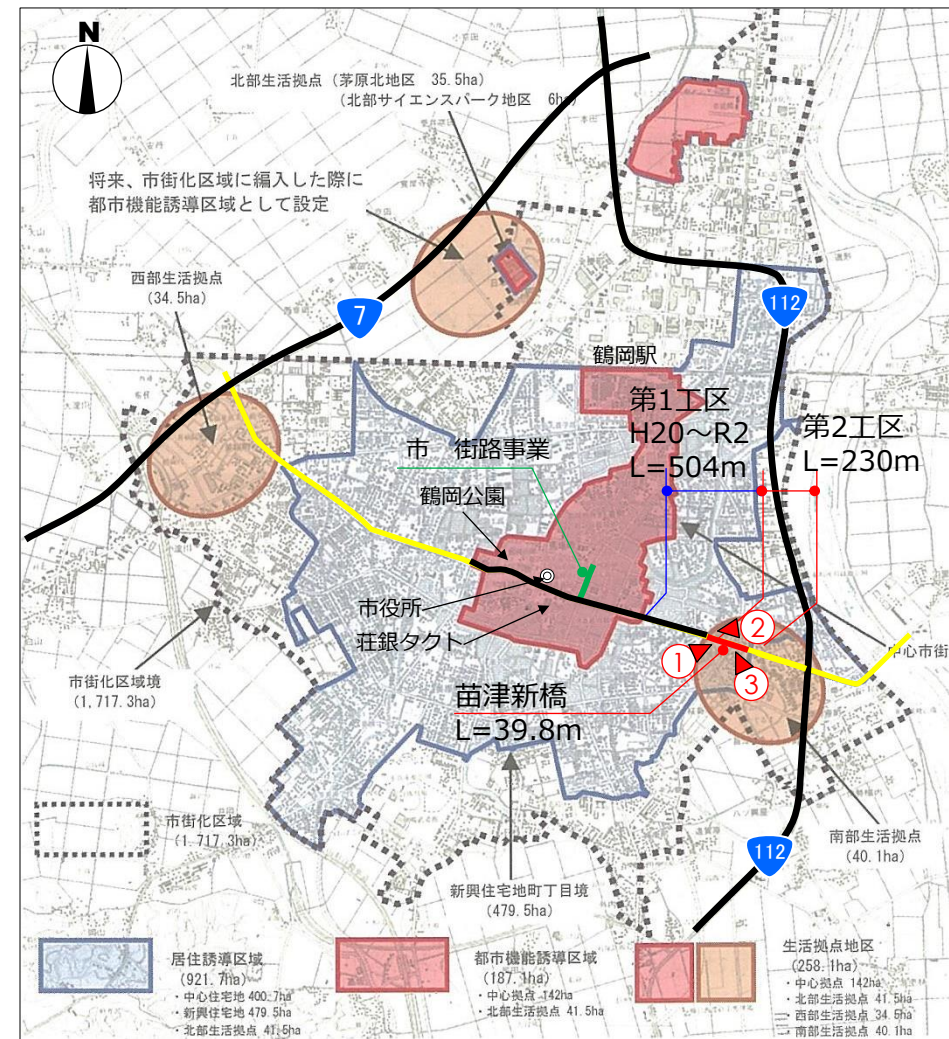 N
北部生活拠点（茅原北地区　35.5ha）
（北部サイエンスパーク地区　6ha）
将来、市街化区域に編入した際に
都市機能誘導区域として設定
西部生活拠点
(34.5ha)
7
112
鶴岡駅
第1工区
H20～R2
L=504m
第2工区
L=230m
市　街路事業
鶴岡公園
市役所
荘銀タクト
①
②
③
中心市街
苗津新橋
L=39.8m
市街化区域境
(1,717.3ha)
市街化区域
(1,717.3ha)
南部生活拠点
(40.1ha)
112
新興住宅地町丁目境
(479.5ha)
居住誘導区域
(921.7ha)
・中心住宅地 400.7ha
・新興住宅地 479.5ha
・北部生活拠点 41.5ha
都市機能誘導区域
(187.1ha)
・中心拠点 142ha
・北部生活拠点 41.5ha
生活拠点地区
(258.1ha)
・中心拠点 142ha
・北部生活拠点 41.5ha
・西部生活拠点 34.5ha
・南部生活拠点 40.1ha